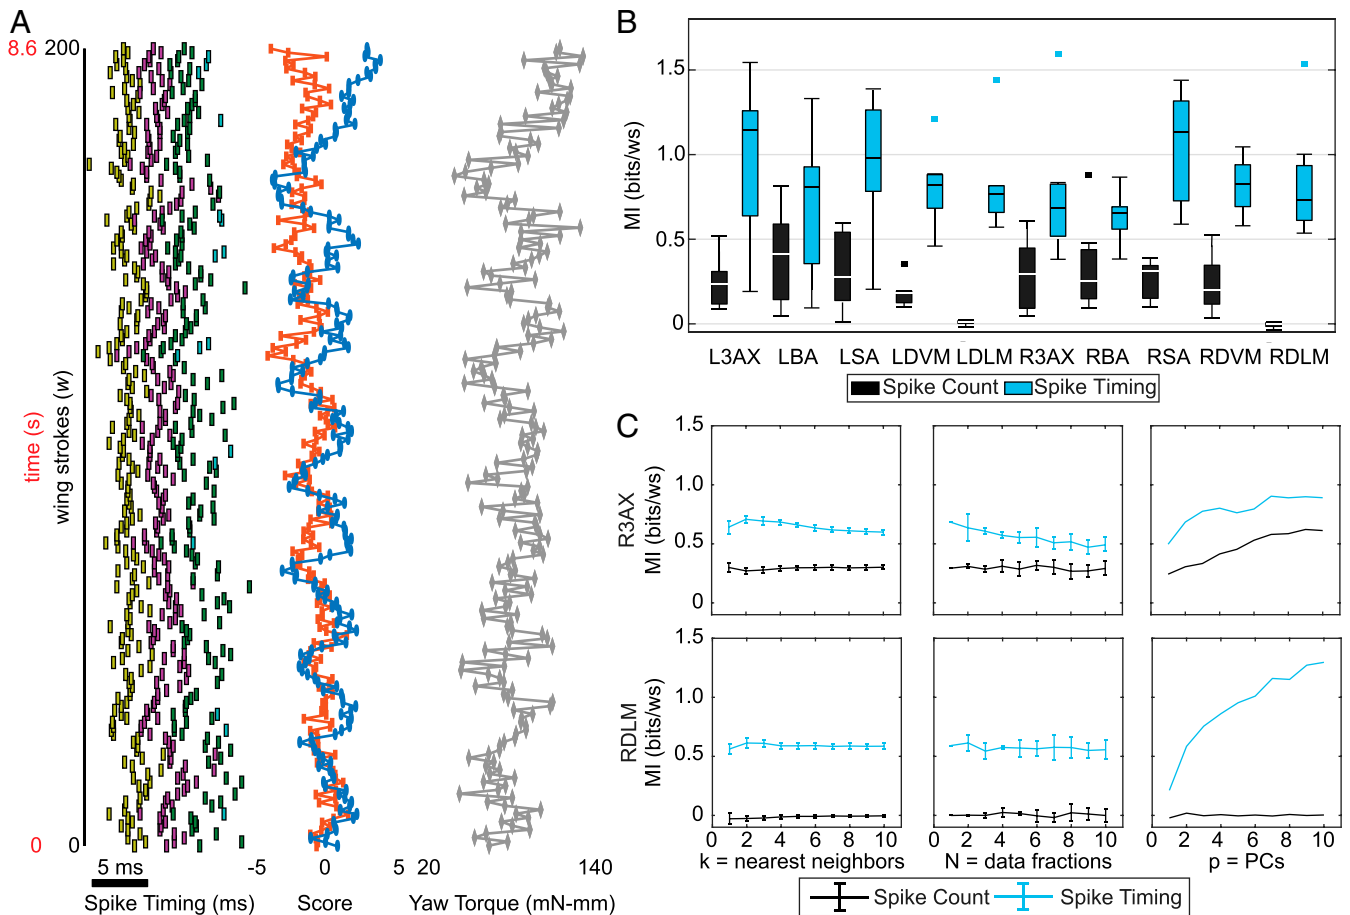 A
8.6 200
time (s)
wing strokes (w)
0 0
5 ms
-5 0 5 20 140
Spike Timing (ms) Score Yaw Torque (mN-mm)
B
MI (bits/ws)
1.5
1.0
0.5
0
L3AX LBA LSA LDVM LDLM R3AX RBA RSA RDVM RDLM
Spike Count Spike Timing
C
R3AX
MI (bits/ws)
1.5
1.0
0.5
0
RDLM
MI (bits/ws)
1.5
1.0
0.5
0
0 2 4 6 8 10 0 2 4 6 8 10 0 2 4 6 8 10
k = nearest neighbors N = data fractions p = PCs
Spike Count Spike Timing